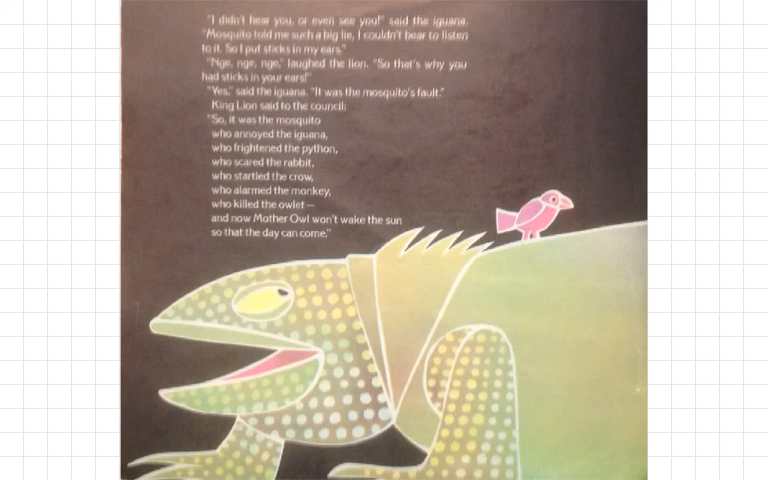 "I didn't hear you, or even see you!" said the iguana.
"Mosquito told me such a big lie, I couldn't bear to listen
to it. So I put sticks in my ears."
"Nge, nge, nge," laughed the lion. "So that's why you
had sticks in your ears!"
"Yes," said the iguana. "It was the mosquito's fault."
King Lion said to the council:
"So, it was the mosquito
who annoyed the iguana,
who frightened the python,
who scared the rabbit,
who startled the crow,
who alarmed the monkey,
who killed the owlet—
and now Mother Owl won't wake the sun
so that the day can come."